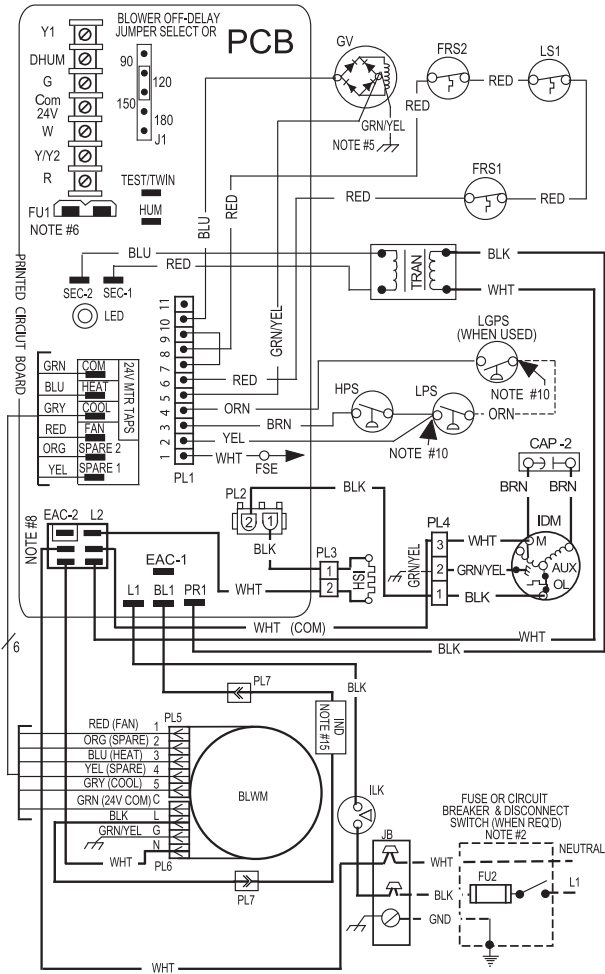 BLOWER OFF-DELAY
JUMPER SELECT OR
PCB
Y1
DHUM
G
Com
24V
W
Y/Y2
R
90
120
150
180
J1
FU1
NOTE #6
TEST/TWIN
HUM
GV
GRN/YEL
NOTE #5
FRS2
RED
LS1
RED
FRS1
RED
RED
BLU
RED
GRN/YEL
BLU
RED
SEC-2
SEC-1
LED
TRAN
BLK
WHT
PRINTED CIRCIUT BOARD
GRN
COM
BLU
HEAT
GRY
COOL
RED
FAN
ORG
SPARE 2
YEL
SPARE 1
24V MTR TAPS
11
10
9
8
7
6
5
4
3
2
1
PL1
RED
ORN
BRN
YEL
WHT
FSE
HPS
LPS
NOTE #10
LGPS
(WHEN USED)
NOTE #10
ORN
CAP -2
BRN
BRN
IDM
M
AUX
OL
NOTE #8
EAC-2
L2
EAC-1
L1
BL1
PR1
PL2
2
1
BLK
BLK
PL3
1
2
HSI
WHT
PL4
3
2
1
GRN/YEL
WHT
GRN/YEL
BLK
WHT (COM)
WHT
BLK
6
PL7
BLK
IND
NOTE #15
RED (FAN)
1
ORG (SPARE)
2
BLU (HEAT)
3
YEL (SPARE)
4
GRY (COOL)
5
GRN (24V COM)
C
BLK
L
GRN/YEL
G
WHT
N
PL5
PL6
BLWM
PL7
ILK
JB
WHT
BLK
GND
FUSE OR CIRCUIT
BREAKER & DISCONNECT
SWITCH (WHEN REQ'D)
NOTE #2
NEUTRAL
FU2
L1
WHT